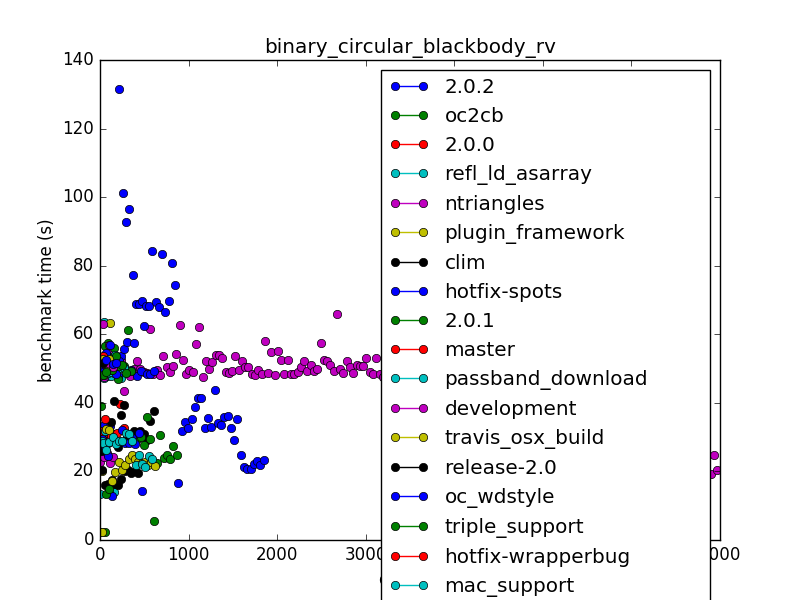 binary_circular_blackbody_rv
140
120
100
80
60
40
20
0
benchmark time (s)
0
1000
2000
3000
000
2.0.2
oc2cb
2.0.0
refl_ld_asarray
ntriangles
plugin_framework
clim
hotfix-spots
2.0.1
master
passband_download
development
travis_osx_build
release-2.0
oc_wdstyle
triple_support
hotfix-wrapperbug
mac_support